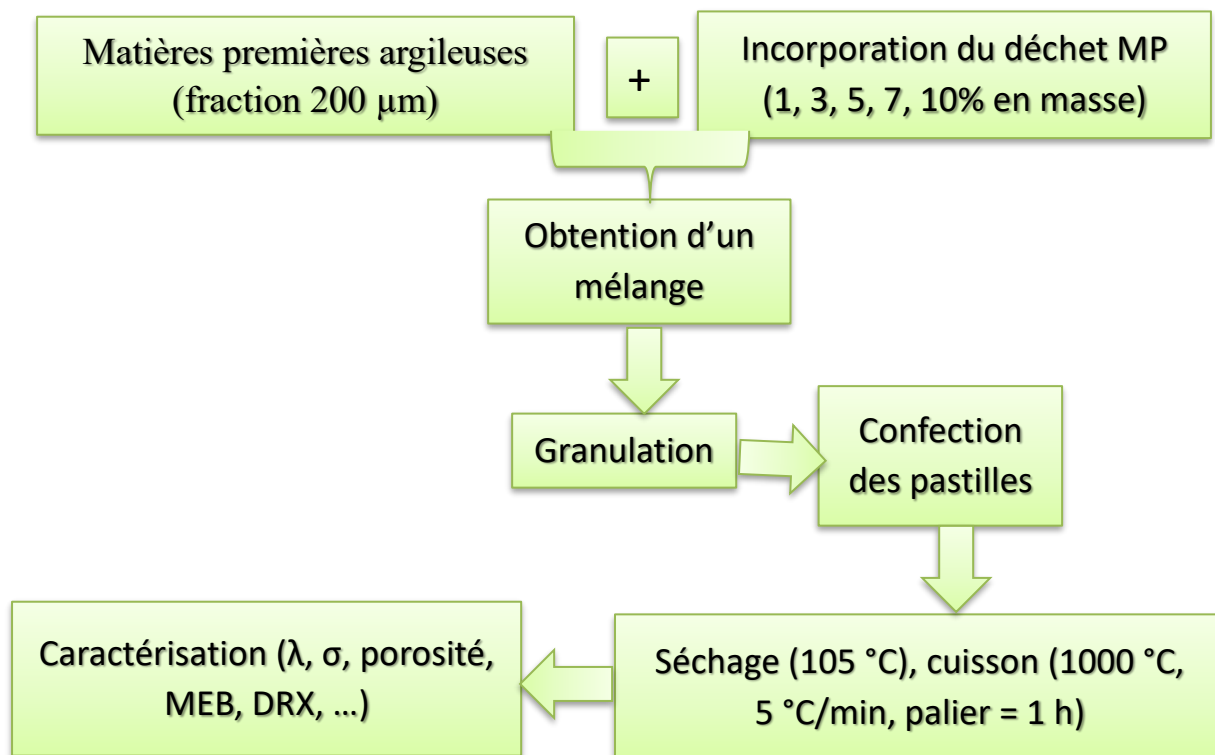 Matières premières argileuses
(fraction 200 µm)
+
Incorporation du déchet MP
(1, 3, 5, 7, 10% en masse)
Obtention d’un
mélange
Granulation
Confection
des pastilles
Séchage (105 °C), cuisson (1000 °C,
5 °C/min, palier = 1 h)
Caractérisation (λ, σ, porosité,
MEB, DRX, …)